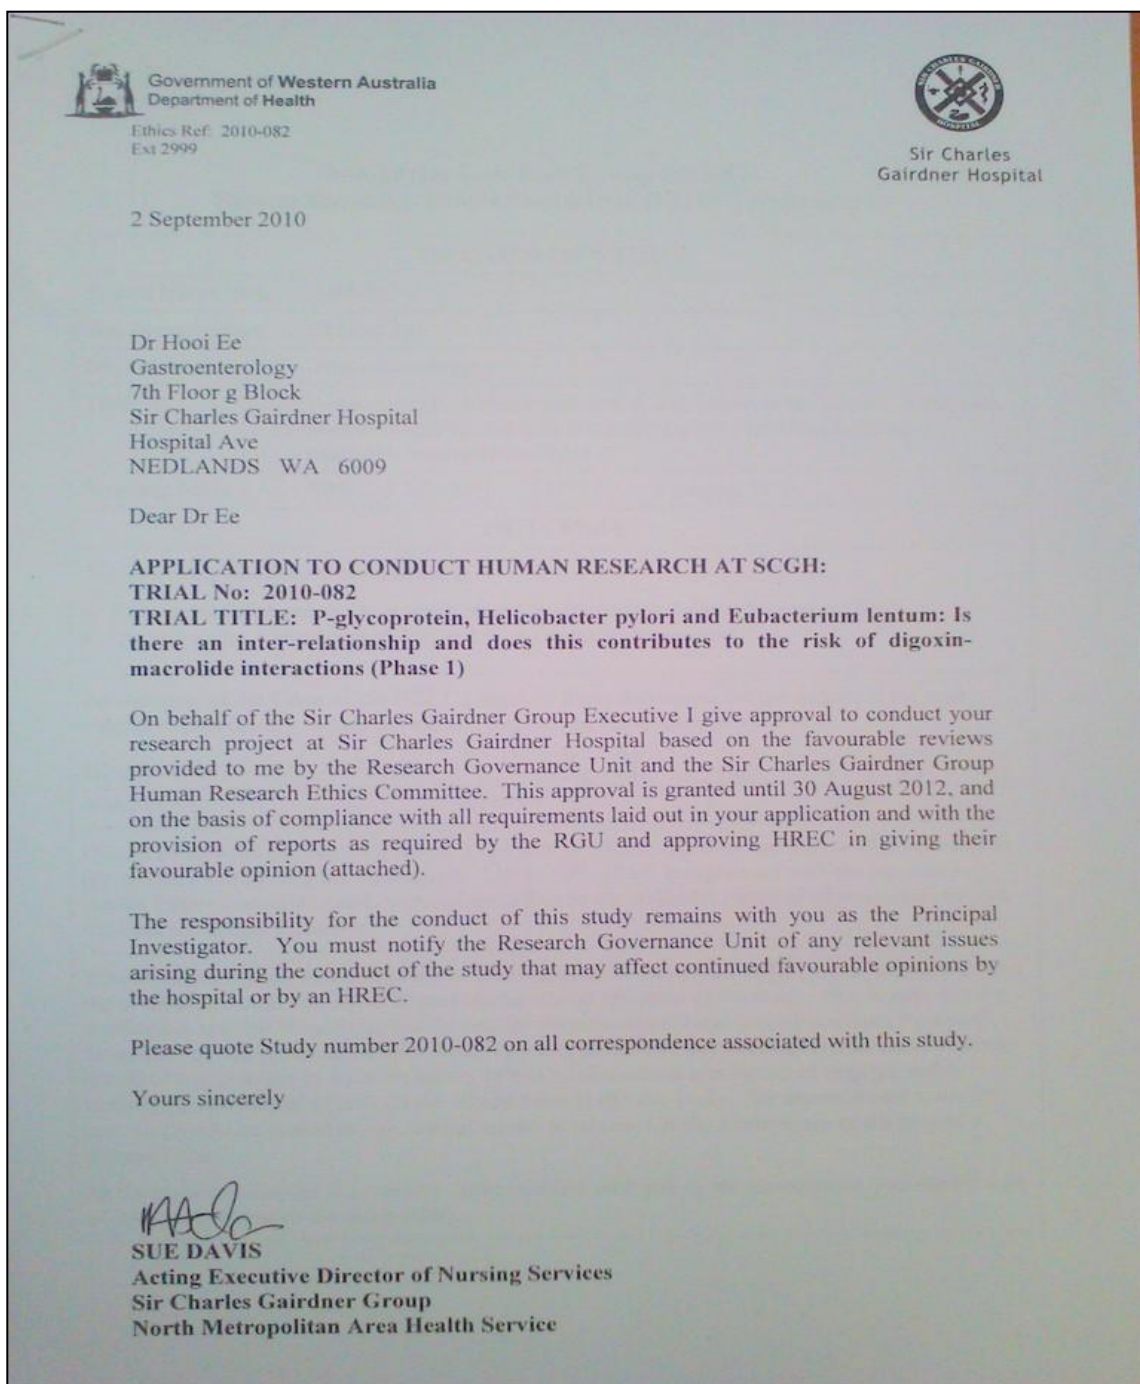 Government of Western Australia
Department of Health
Ethics Ref: 2010-082
Ext 2999
SIR CHARLES GAIRDNER
HOSPITAL
Sir Charles
Gairdner Hospital
2 September 2010
Dr Hooi Ee
Gastroenterology
7th Floor g Block
Sir Charles Gairdner Hospital
Hospital Ave
NEDLANDS WA 6009
Dear Dr Ee
APPLICATION TO CONDUCT HUMAN RESEARCH AT SCGH:
TRIAL No: 2010-082
TRIAL TITLE: P-glycoprotein, Helicobacter pylori and Eubacterium lentum: Is
there an inter-relationship and does this contributes to the risk of digoxin-
macrolide interactions (Phase 1)
On behalf of the Sir Charles Gairdner Group Executive I give approval to conduct your
research project at Sir Charles Gairdner Hospital based on the favourable reviews
provided to me by the Research Governance Unit and the Sir Charles Gairdner Group
Human Research Ethics Committee. This approval is granted until 30 August 2012, and
on the basis of compliance with all requirements laid out in your application and with the
provision of reports as required by the RGU and approving HREC in giving their
favourable opinion (attached).
The responsibility for the conduct of this study remains with you as the Principal
Investigator. You must notify the Research Governance Unit of any relevant issues
arising during the conduct of the study that may affect continued favourable opinions by
the hospital or by an HREC.
Please quote Study number 2010-082 on all correspondence associated with this study.
Yours sincerely
SUE DAVIS
Acting Executive Director of Nursing Services
Sir Charles Gairdner Group
North Metropolitan Area Health Service